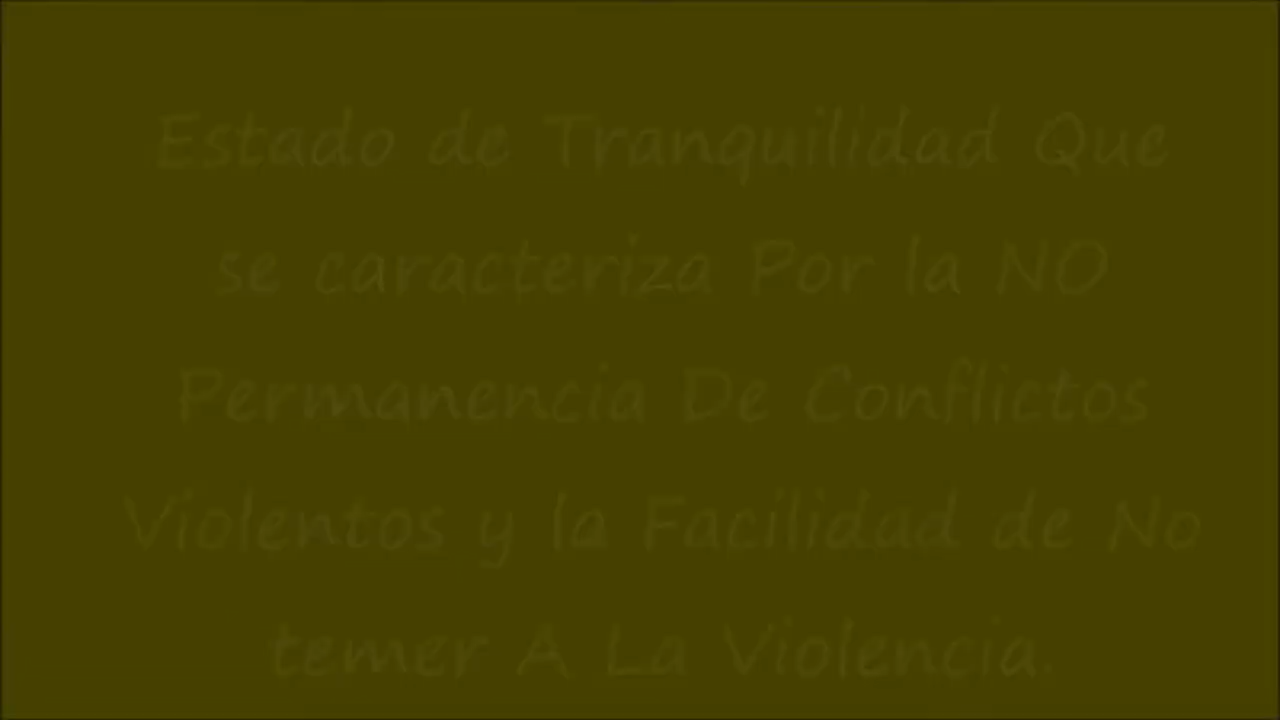 Estado de Tranquilidad Que
se caracteriza Por la NO
Permanencia De Conflictos
Violentos y la Facilidad de No
temer A La Violencia.